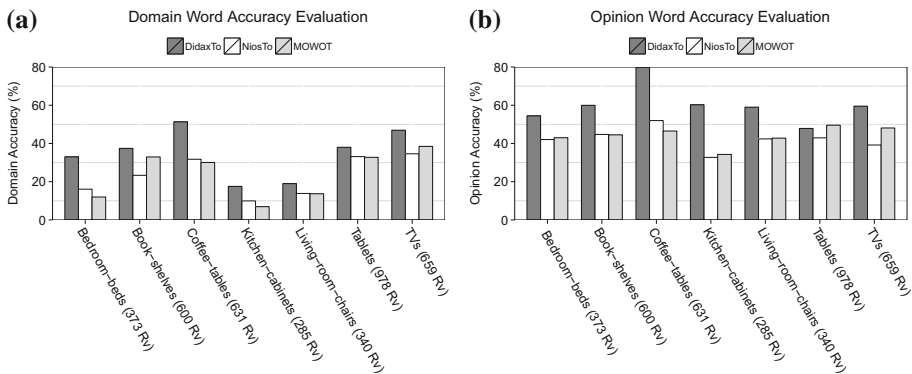 (a)
Domain Word Accuracy Evaluation
DidaxTo NiosTo MOWOT
Domain Accuracy (%)
80
60
40
20
0
Bedroom−beds (373 Rv)
Book−shelves (600 Rv)
Coffee−tables (631 Rv)
Kitchen−cabinets (285 Rv)
Living−room−chairs (340 Rv)
Tablets (978 Rv)
TVs (659 Rv)
(b)
Opinion Word Accuracy Evaluation
DidaxTo NiosTo MOWOT
Opinion Accuracy (%)
80
60
40
20
0
Bedroom−beds (373 Rv)
Book−shelves (600 Rv)
Coffee−tables (631 Rv)
Kitchen−cabinets (285 Rv)
Living−room−chairs (340 Rv)
Tablets (978 Rv)
TVs (659 Rv)